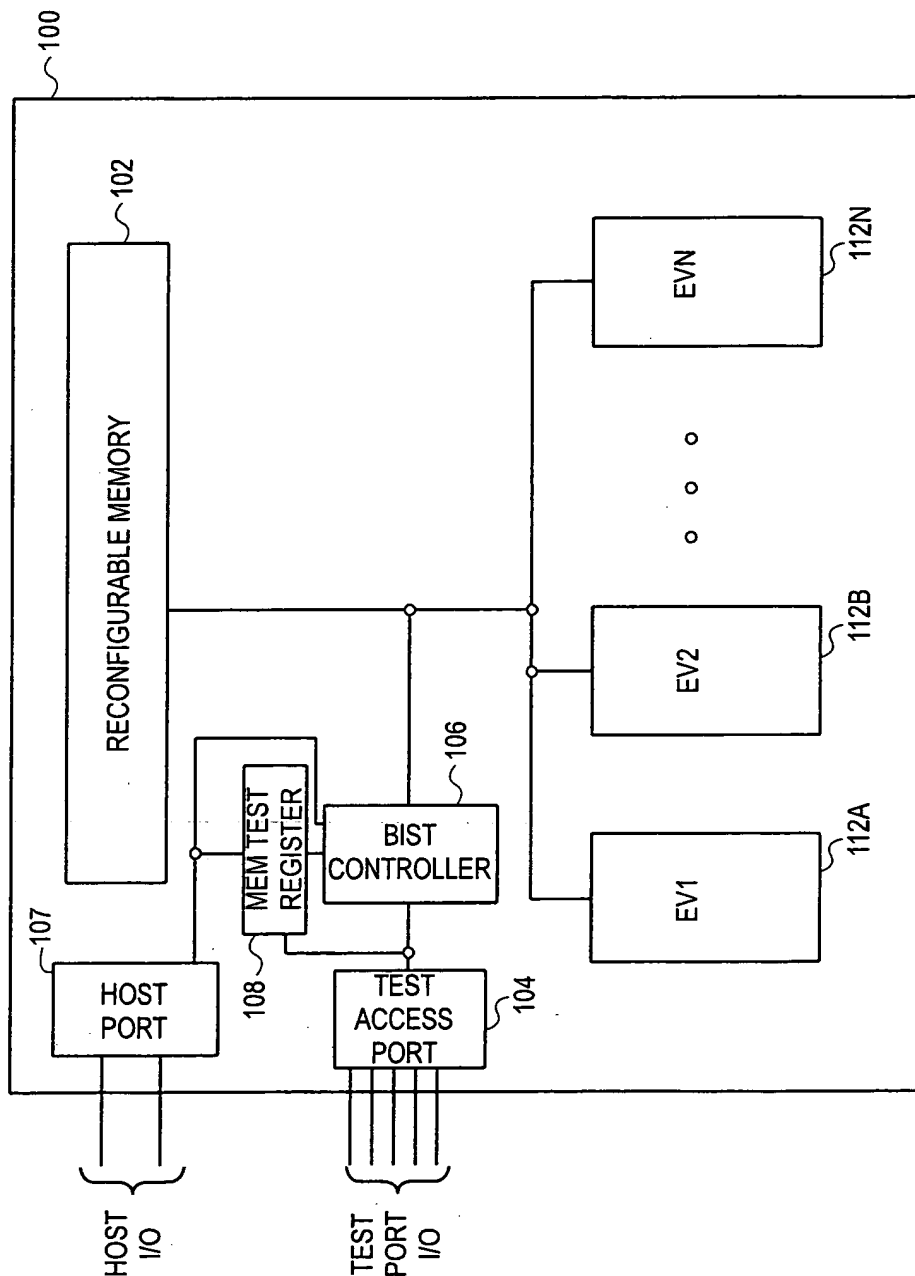 100
102
RECONFIGURABLE MEMORY
107
HOST
PORT
HOST
I/O
MEM TEST
REGISTER
108
106
BIST
CONTROLLER
TEST
ACCESS
PORT
104
TEST
PORT
I/O
EV1
112A
EV2
112B
EVN
112N